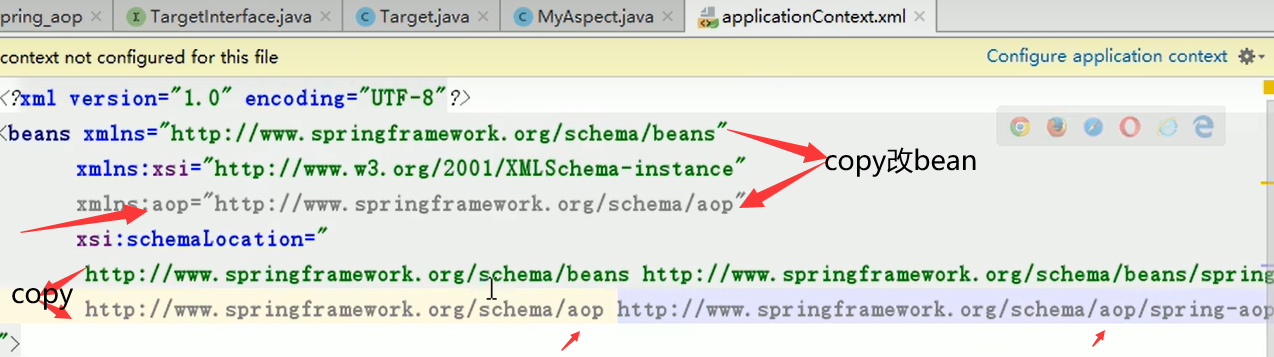 pring_aop × TargetInterface.java × Target.java × MyAspect.java × applicationContext.xml ×
context not configured for this file Configure application context
<?xml version="1.0" encoding="UTF-8"?>
<beans xmlns="http://www.springframework.org/schema/beans"
copy改bean
xmlns:xsi="http://www.w3.org/2001/XMLSchema-instance"
xmlns:aop="http://www.springframework.org/schema/aop"
xsi:schemaLocation="
http://www.springframework.org/schema/beans http://www.springframework.org/schema/beans/spring
copy
http://www.springframework.org/schema/aop http://www.springframework.org/schema/aop/spring-aop
">